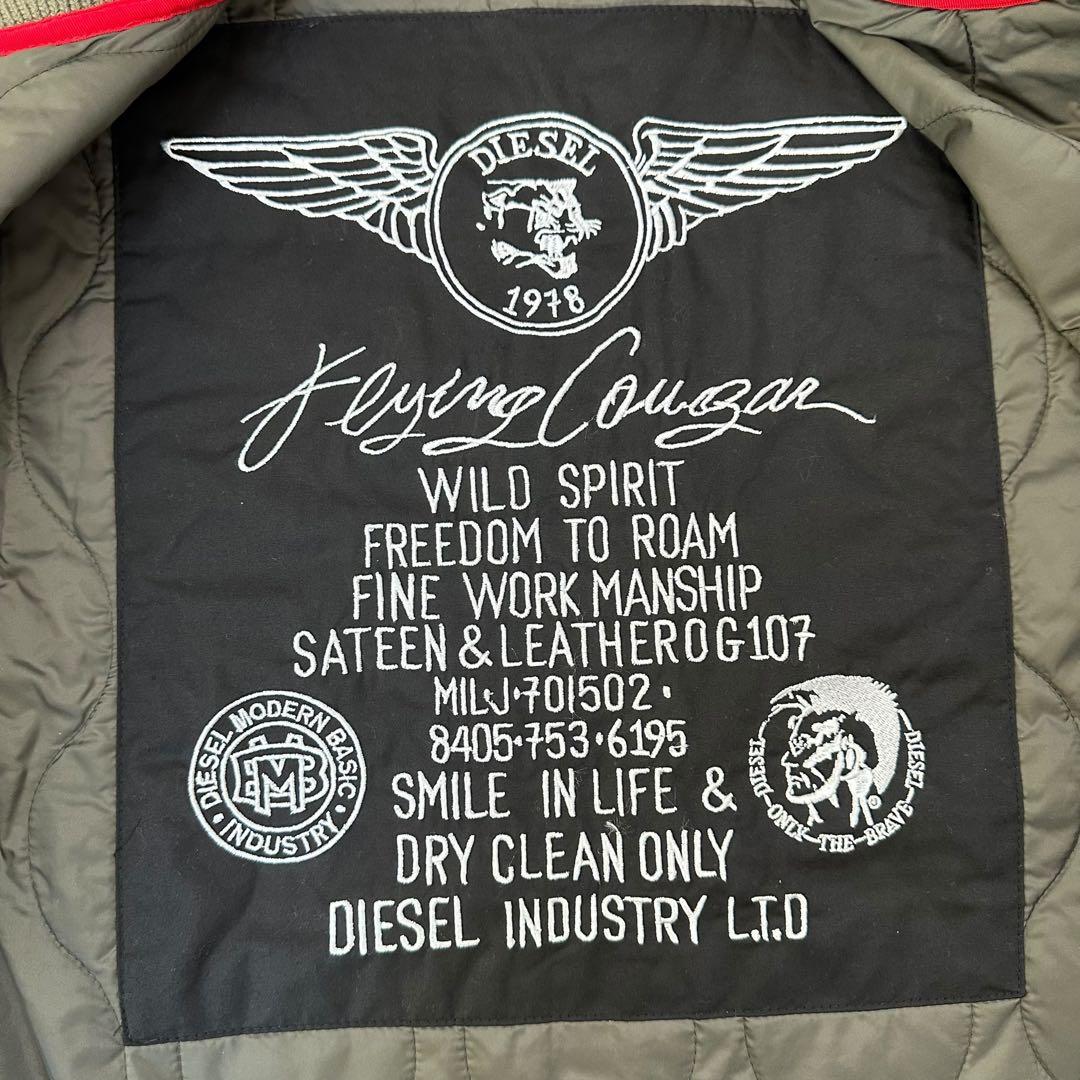 DIESEL
1978
Flying Cougar
WILD SPIRIT
FREEDOM TO ROAM
FINE WORK MANSHIP
SATEEN & LEATHER OG107
MIL•J•701502•
8405•753•6195
SMILE IN LIFE &
DRY CLEAN ONLY
DIESEL INDUSTRY L.T.D
• DIESEL MODERN BASIC • INDUSTRY
DMB
DIESEL—ONLY—THE—BRAVE—DIESEL
®